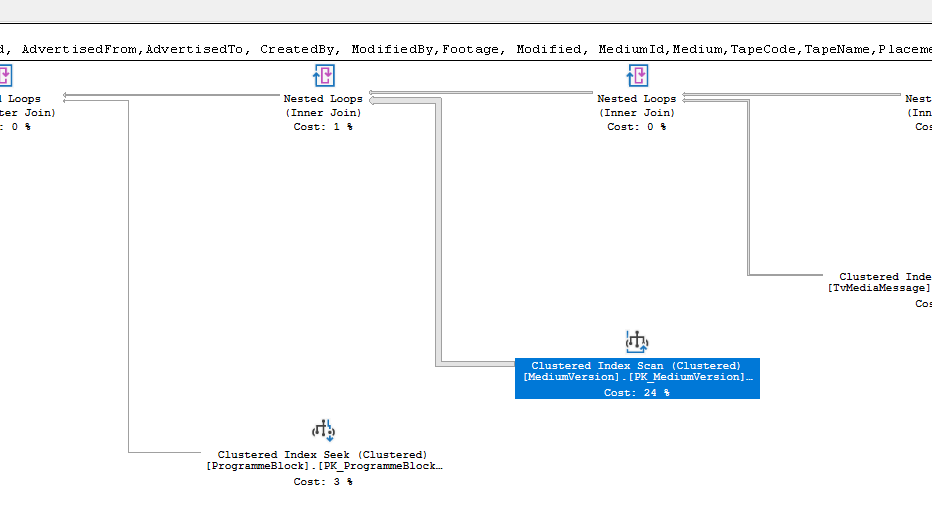 d, AdvertisedFrom,AdvertisedTo, CreatedBy, ModifiedBy,Footage, Modified, MediumId,Medium,TapeCode,TapeName,Placeme
Loops
ter Join)
: 0 %
Nested Loops
(Inner Join)
Cost: 1 %
Nested Loops
(Inner Join)
Cost: 0 %
Nest
(Inn
Cos
Clustered Inde
[TvMediaMessage]
Cos
Clustered Index Scan (Clustered)
[MediumVersion].[PK_MediumVersion]…
Cost: 24 %
Clustered Index Seek (Clustered)
[ProgrammeBlock].[PK_ProgrammeBlock…
Cost: 3 %